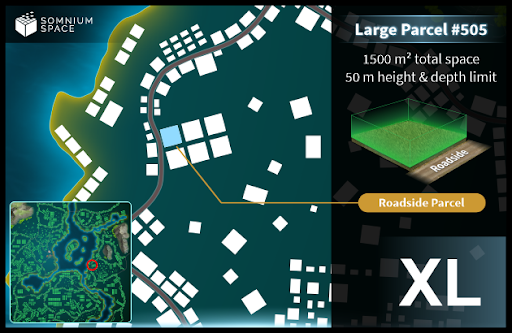 SOMNIUM
SPACE
Large Parcel #505
1500 m² total space
50 m height & depth limit
Roadside
Roadside Parcel
XL